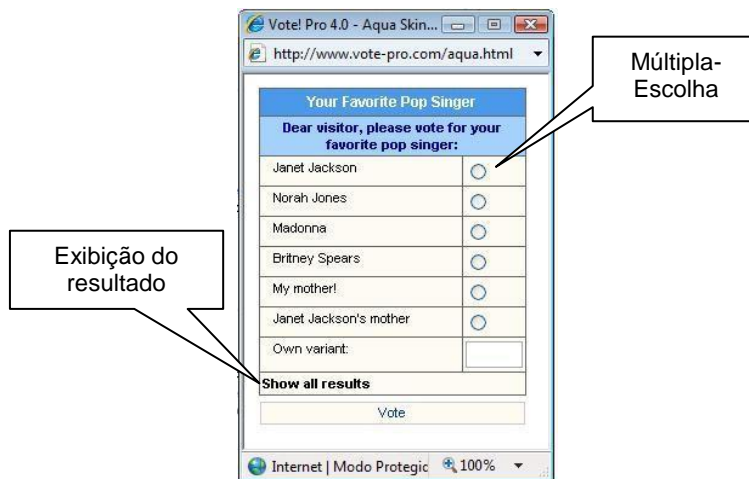 Vote! Pro 4.0 - Aqua Skin...
http://www.vote-pro.com/aqua.html
Múltipla-
Escolha
Your Favorite Pop Singer
Dear visitor, please vote for your
favorite pop singer:
Janet Jackson
Norah Jones
Madonna
Britney Spears
My mother!
Janet Jackson's mother
Own variant:
Exibição do
resultado
Show all results
Vote
Internet | Modo Protegic
100%